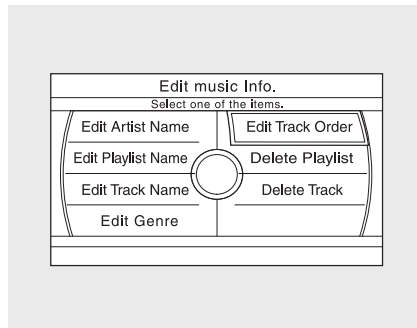 Edit music Info.
Select one of the items.
Edit Artist Name
Edit Playlist Name
Edit Track Name
Edit Genre
Edit Track Order
Delete Playlist
Delete Track